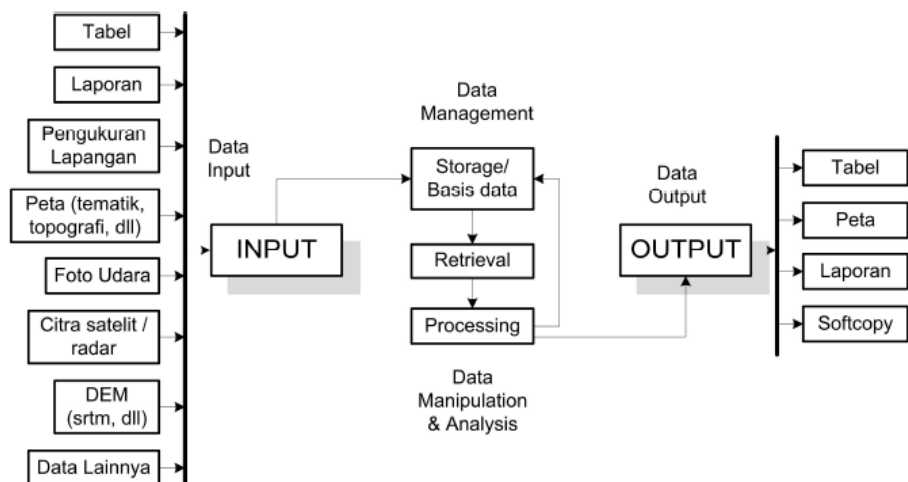 Tabel
Laporan
Pengukuran
Lapangan
Peta (tematik,
topografi, dll)
Foto Udara
Citra satelit /
radar
DEM
(srtm, dll)
Data Lainnya
Data
Input
INPUT
Data
Management
Storage/
Basis data
Retrieval
Processing
Data
Manipulation
& Analysis
Data
Output
OUTPUT
Tabel
Peta
Laporan
Softcopy